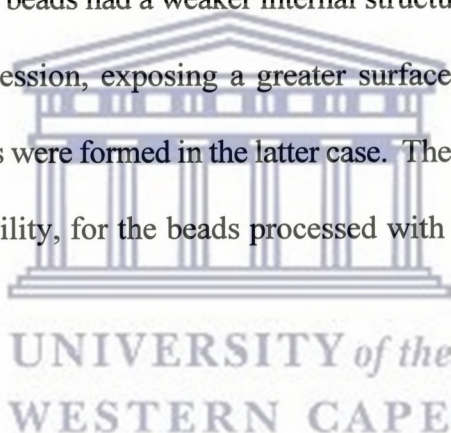 beads had a weaker internal structu
ession, exposing a greater surface
s were formed in the latter case. The
ility, for the beads processed with
UNIVERSITY of the
WESTERN CAPE